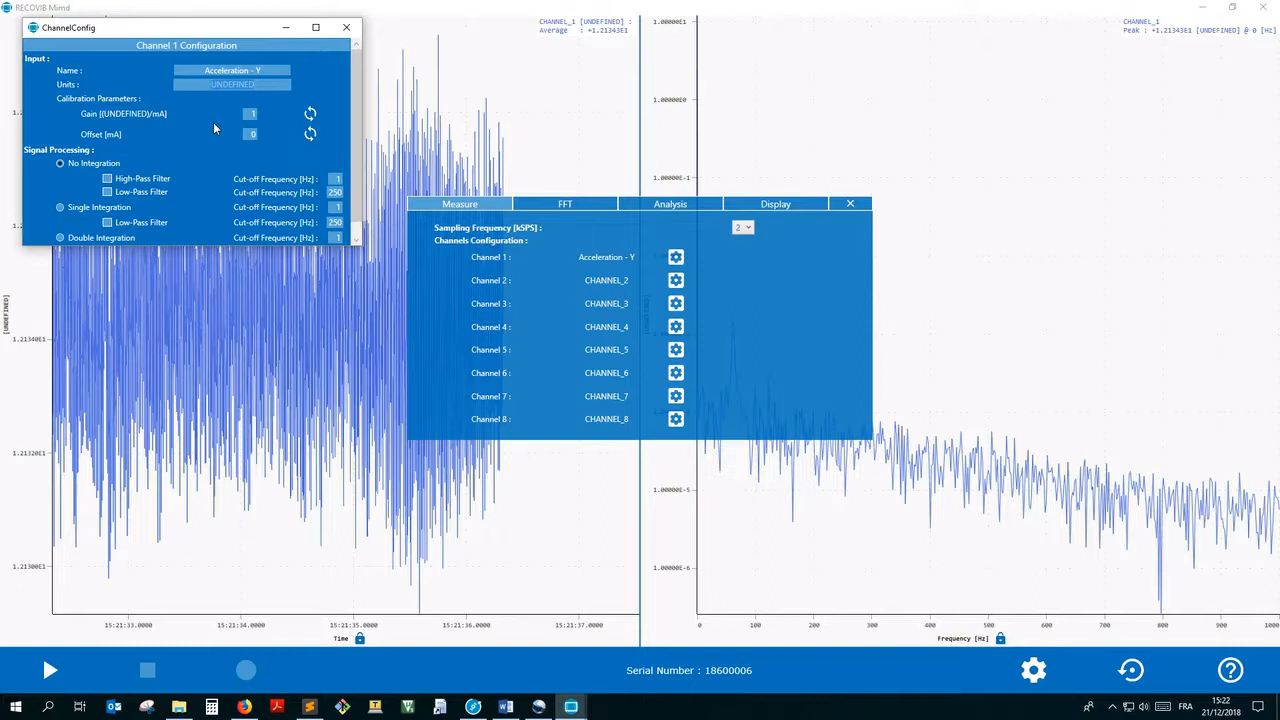 RECOVIB Mimd
ChannelConfig
Channel 1 Configuration
Input :
Name : Acceleration - Y
Units : UNDEFINED
Calibration Parameters :
Gain [(UNDEFINED)/mA] 1
Offset [mA] 0
Signal Processing :
No Integration
High-Pass Filter Cut-off Frequency [Hz] : 1
Low-Pass Filter Cut-off Frequency [Hz] : 250
Single Integration Cut-off Frequency [Hz] : 1
Low-Pass Filter Cut-off Frequency [Hz] : 250
Double Integration Cut-off Frequency [Hz] : 1
CHANNEL_1 [UNDEFINED] :
Average : +1.21343E1
[UNDEFINED]
1.21340E1
1.21320E1
1.21300E1
15:21:33.0000 15:21:34.0000 15:21:35.0000 15:21:36.0000 15:21:37.0000
Time
Measure FFT Analysis Display
Sampling Frequency [kSPS] : 2
Channels Configuration :
Channel 1 : Acceleration - Y
Channel 2 : CHANNEL_2
Channel 3 : CHANNEL_3
Channel 4 : CHANNEL_4
Channel 5 : CHANNEL_5
Channel 6 : CHANNEL_6
Channel 7 : CHANNEL_7
Channel 8 : CHANNEL_8
CHANNEL_1
Peak : +1.21343E1 [UNDEFINED] @ 0 [HZ]
1.00000E1
1.00000E0
1.00000E-1
1.00000E-5
1.00000E-6
0 100 200 300 400 500 600 700 800 900 1000
Frequency [Hz]
Serial Number : 18600006
FR
15:22
21/12/2018